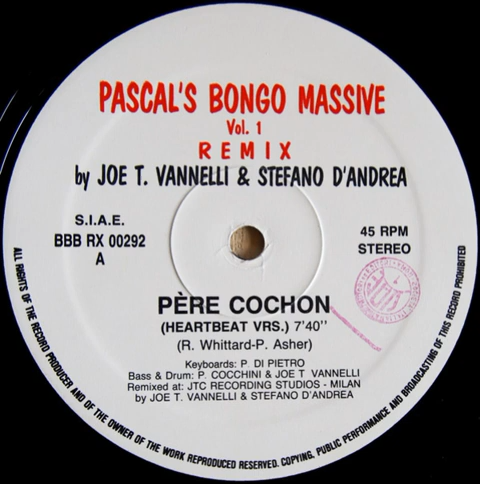 PASCAL'S BONGO MASSIVE
Vol. 1
REMIX
by JOE T. VANNELLI & STEFANO D'ANDREA
S.I.A.E.
BBB RX 00292
A
45 RPM
STEREO
PÈRE COCHON
(HEARTBEAT VRS.) 7'40''
(R. Whittard-P. Asher)
Keyboards: P. DI PIETRO
Bass & Drum: P. COCCHINI & JOE T VANNELLI
Remixed at: JTC RECORDING STUDIOS - MILAN
by JOE T. VANNELLI & STEFANO D'ANDREA
ALL RIGHTS OF THE RECORD PRODUCER AND OF THE OWNER OF THE WORK REPRODUCED RESERVED. COPYING, PUBLIC PERFORMANCE AND BROADCASTING OF THIS RECORD PROHIBITED